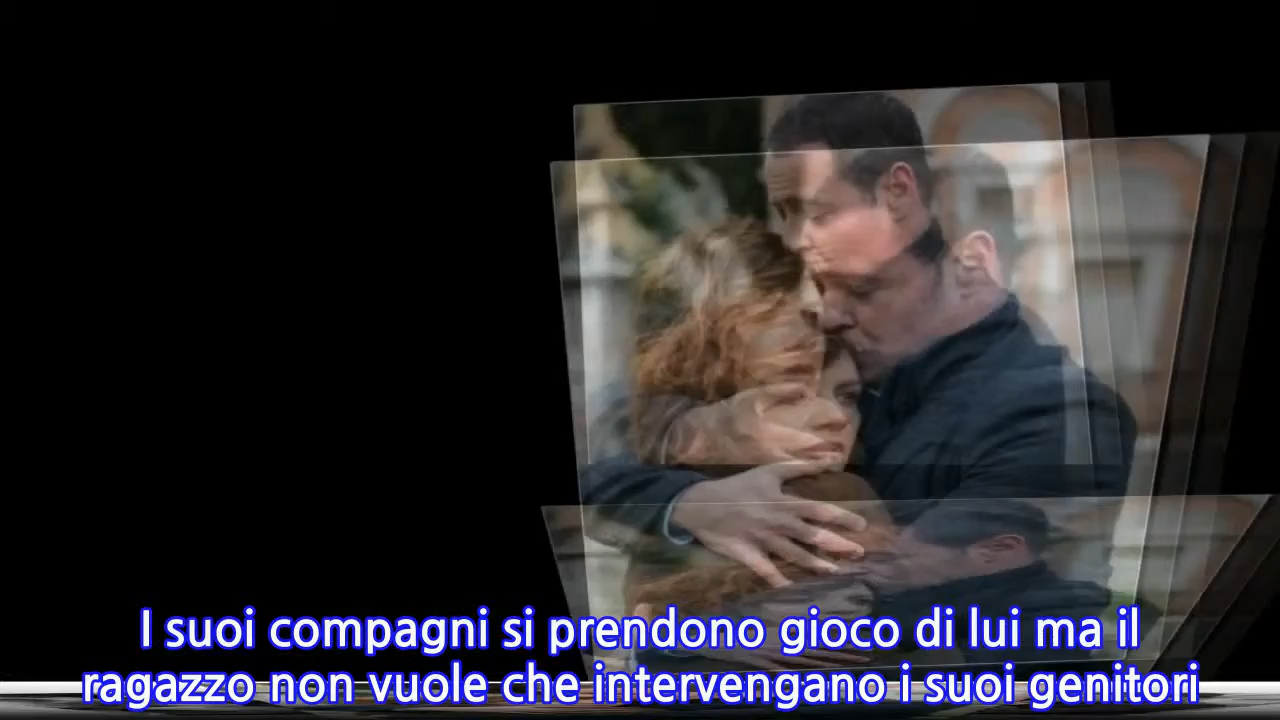 I suoi compagni si prendono gioco di lui ma il
ragazzo non vuole che intervengano i suoi genitori